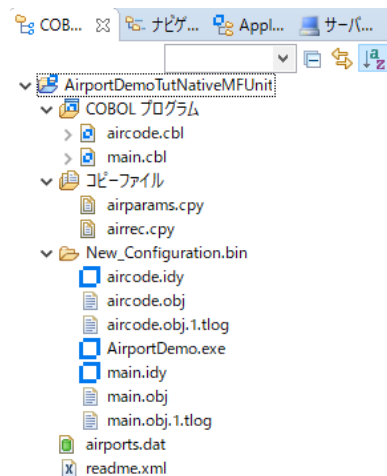 COB... ナビゲ... Appl... サーバ...
AirportDemoTutNativeMFUnit
COBOL プログラム
aircode.cbl
main.cbl
コピーファイル
airparams.cpy
airrec.cpy
New_Configuration.bin
aircode.idy
aircode.obj
aircode.obj.1.tlog
AirportDemo.exe
main.idy
main.obj
main.obj.1.tlog
airports.dat
readme.xml